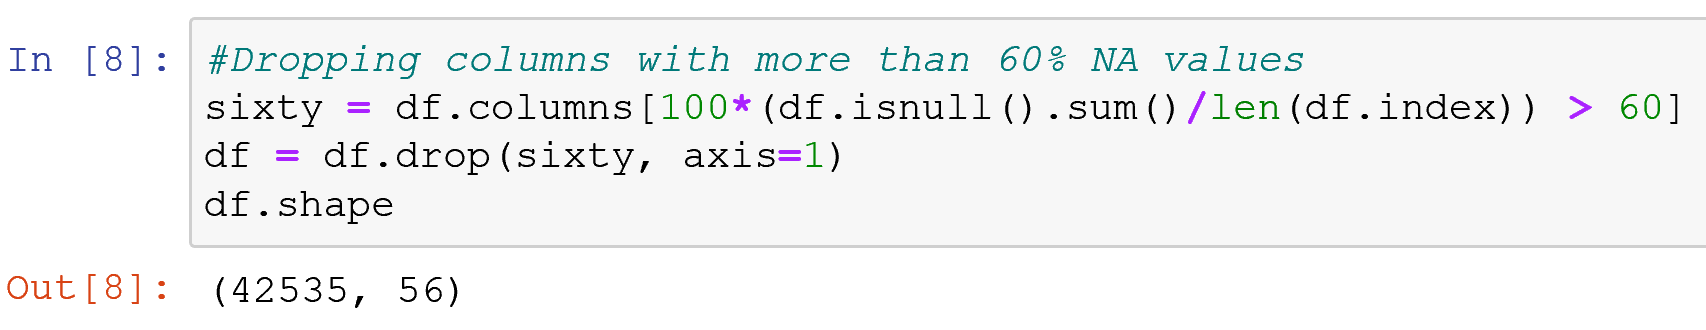 In [8]: #Dropping columns with more than 60% NA values
sixty = df.columns[100*(df.isnull().sum()/len(df.index)) > 60]
df = df.drop(sixty, axis=1)
df.shape
Out[8]: (42535, 56)